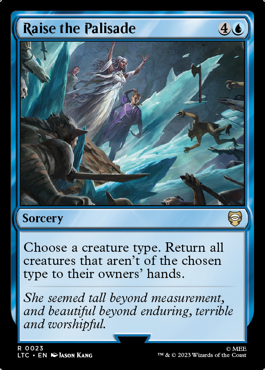 Raise the Palisade 4
Sorcery
Choose a creature type. Return all
creatures that aren't of the chosen
type to their owners' hands.
She seemed tall beyond measurement,
and beautiful beyond enduring, terrible
and worshipful.
R 0023
LTC • EN Jason Kang
© MEE
™ & © 2023 Wizards of the Coast